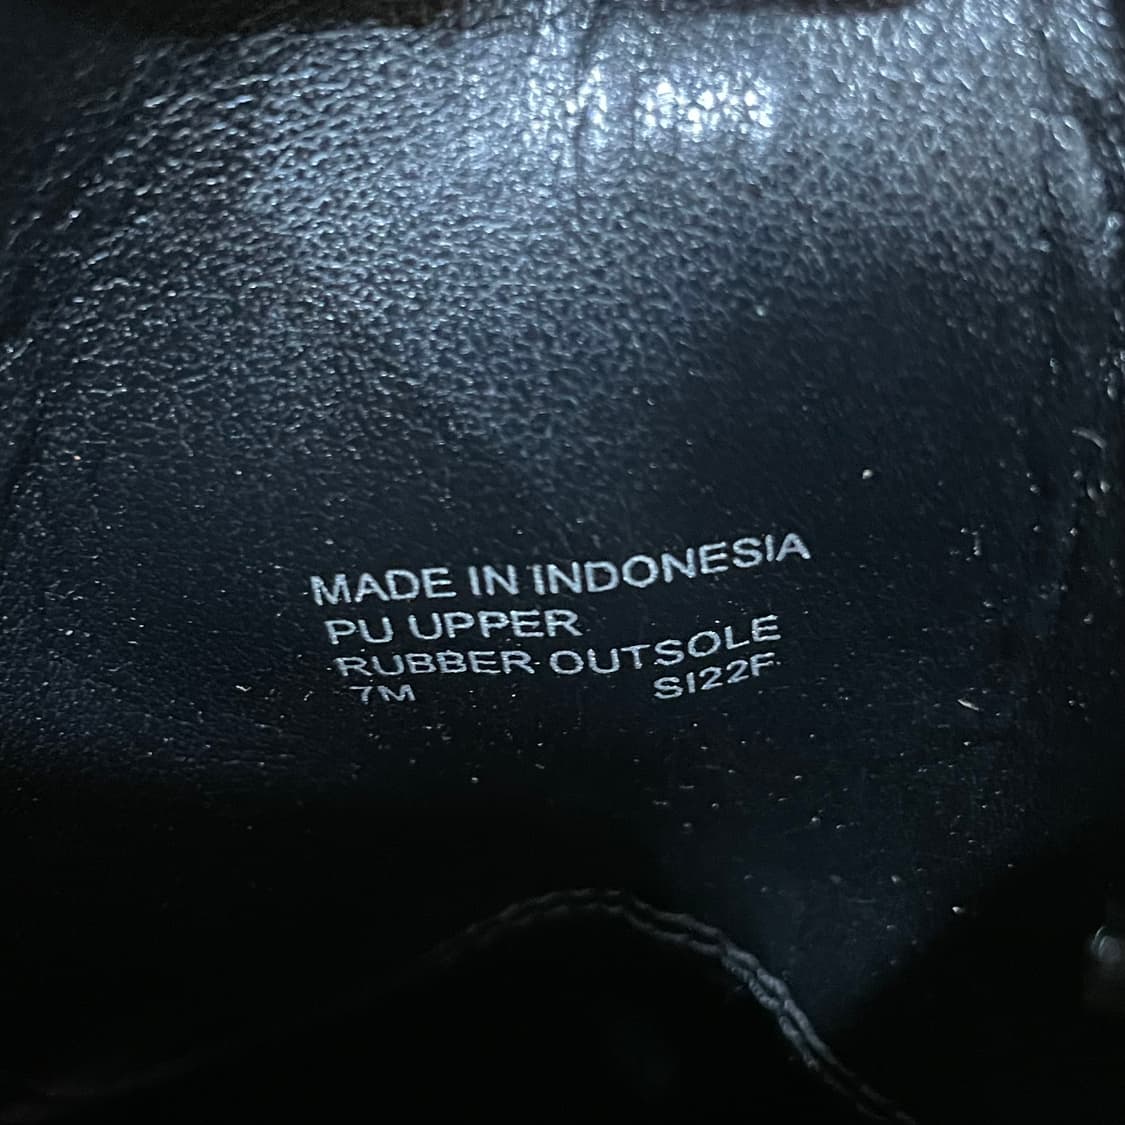 MADE IN INDONESIA
PU UPPER
RUBBER OUTSOLE
7M SI22F